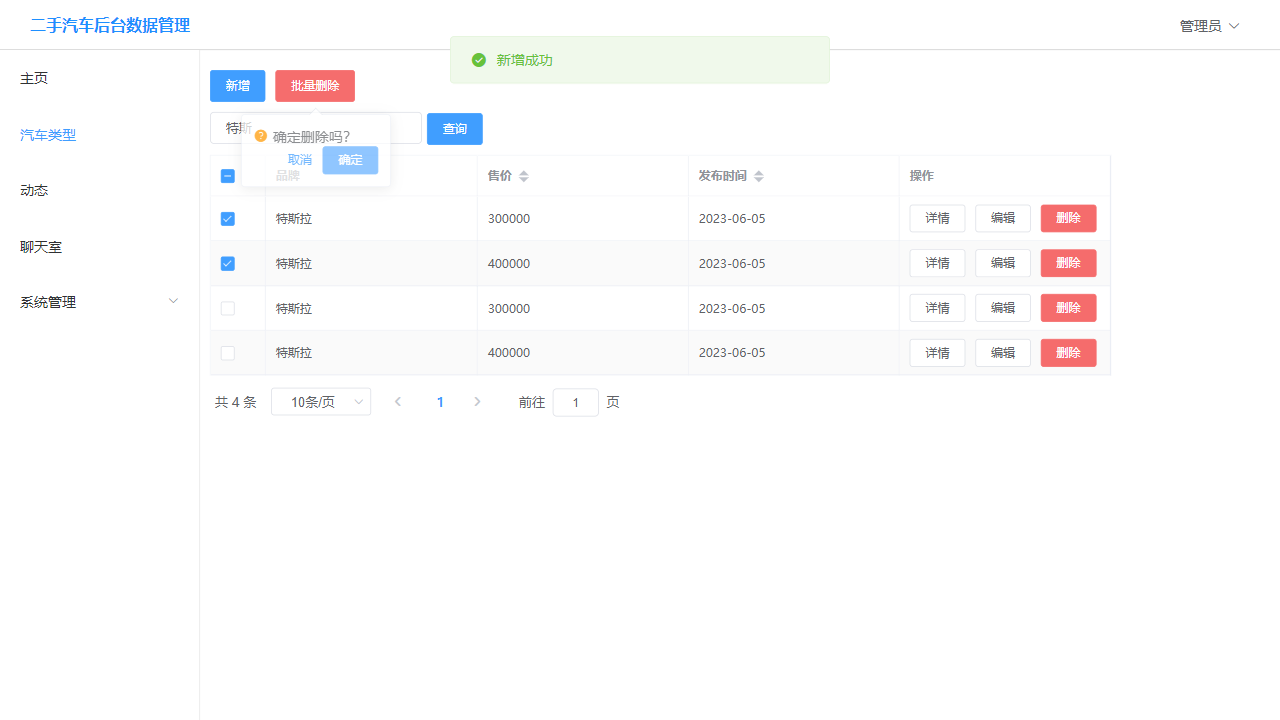 二手汽车后台数据管理
管理员
新增成功
主页
汽车类型
动态
聊天室
系统管理
新增 批量删除
特斯 查询
确定删除吗？
取消 确定
品牌 售价 发布时间 操作
特斯拉 300000 2023-06-05 详情 编辑 删除
特斯拉 400000 2023-06-05 详情 编辑 删除
特斯拉 300000 2023-06-05 详情 编辑 删除
特斯拉 400000 2023-06-05 详情 编辑 删除
共 4 条 10条/页 1 前往 1 页